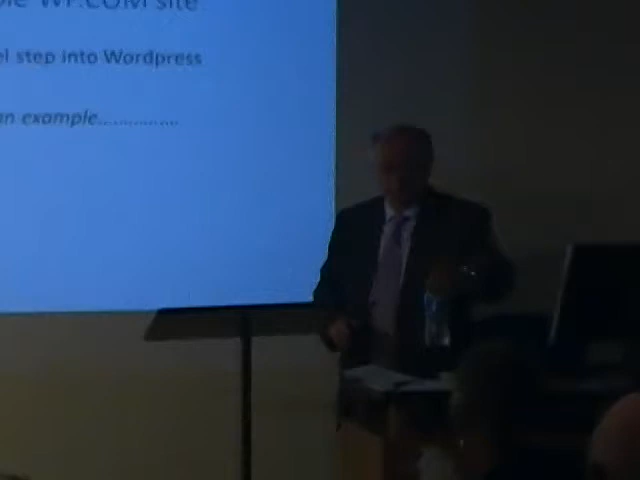 WP.COM site
step into Wordpress
an example...............